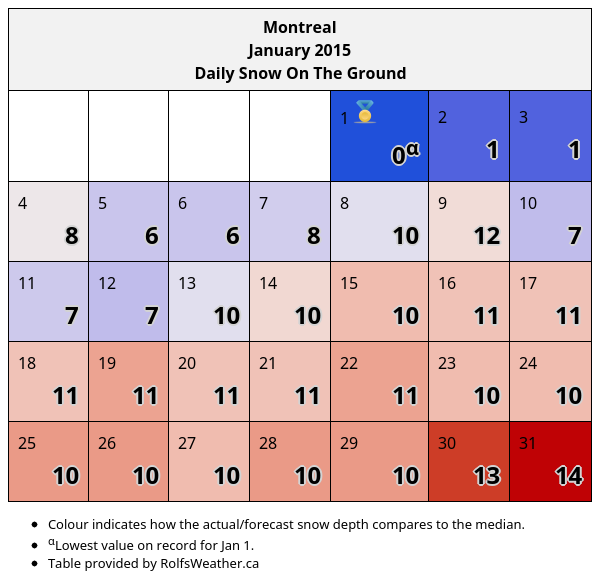 Montreal
January 2015
Daily Snow On The Ground
1 2 3
0α 1 1
4 5 6 7 8 9 10
8 6 6 8 10 12 7
11 12 13 14 15 16 17
7 7 10 10 10 11 11
18 19 20 21 22 23 24
11 11 11 11 11 10 10
25 26 27 28 29 30 31
10 10 10 10 10 13 14
• Colour indicates how the actual/forecast snow depth compares to the median.
• αLowest value on record for Jan 1.
• Table provided by RolfsWeather.ca